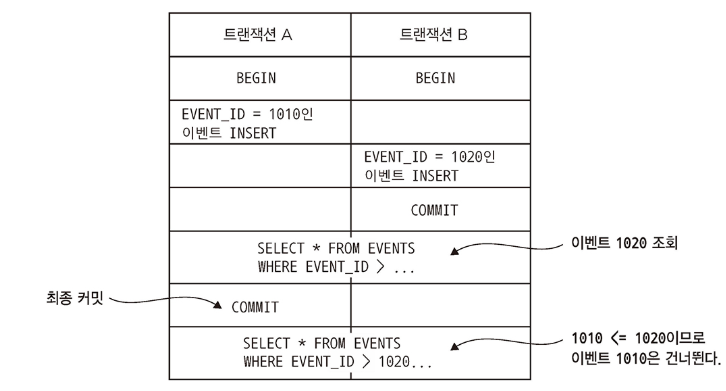 트랜잭션 A 트랜잭션 B
BEGIN BEGIN
EVENT_ID = 1010인
이벤트 INSERT
EVENT_ID = 1020인
이벤트 INSERT
COMMIT
SELECT * FROM EVENTS
WHERE EVENT_ID > ...
이벤트 1020 조회
최종 커밋
COMMIT
SELECT * FROM EVENTS
WHERE EVENT_ID > 1020...
1010 <= 1020이므로
이벤트 1010은 건너뛴다.